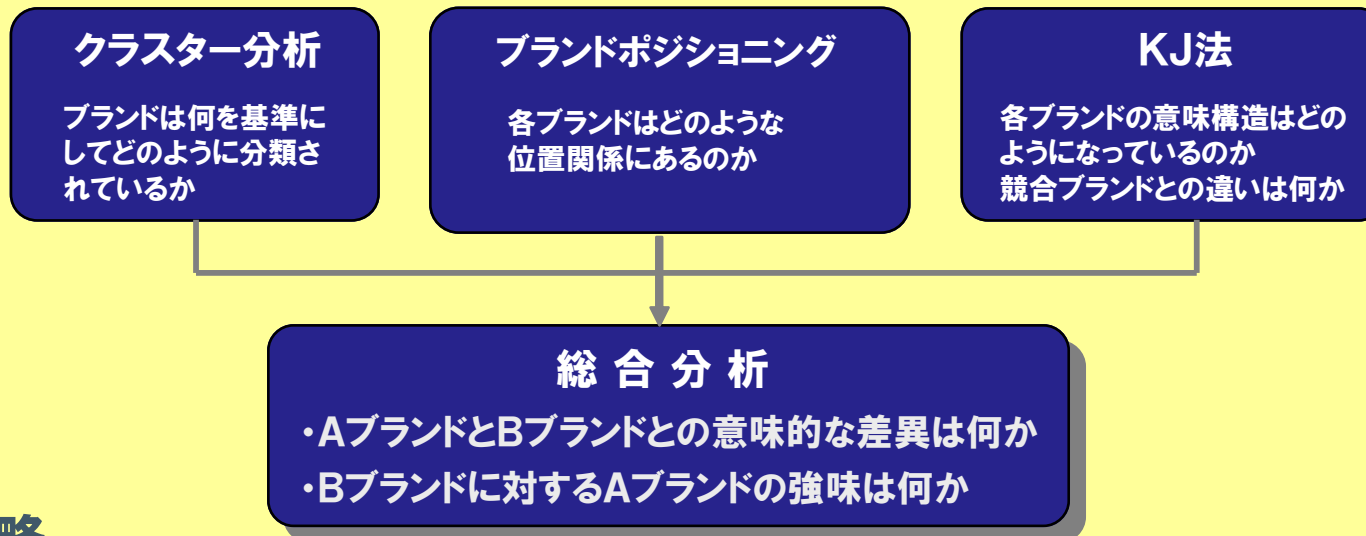 クラスター分析
ブランドは何を基準に
してどのように分類さ
れているか
ブランドポジショニング
各ブランドはどのような
位置関係にあるのか
KJ法
各ブランドの意味構造はどの
ようになっているのか
競合ブランドとの違いは何か
総合分析
・AブランドとBブランドとの意味的な差異は何か
・Bブランドに対するAブランドの強味は何か